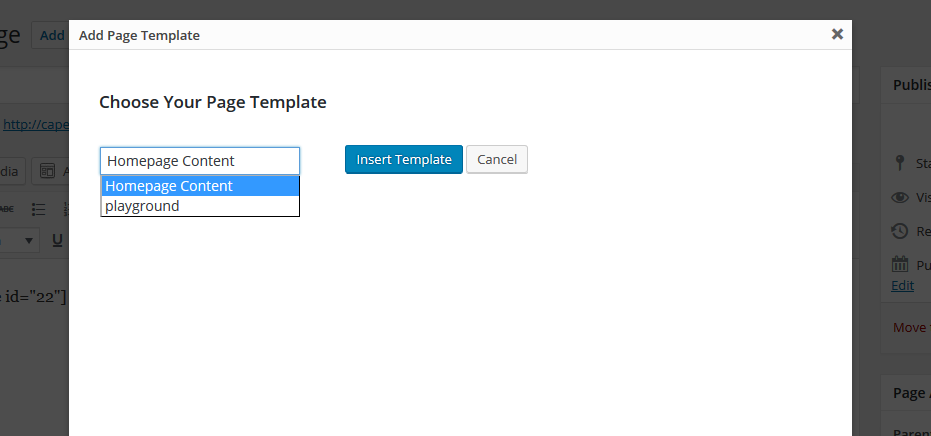 ge Add
Add Page Template
Choose Your Page Template
http://cape
Homepage Content
Insert Template
Cancel
Homepage Content
playground
dia
ABC
U
id="22"]
Publis
Sta
Vis
Re
Pu
Edit
Move
Page
Paren